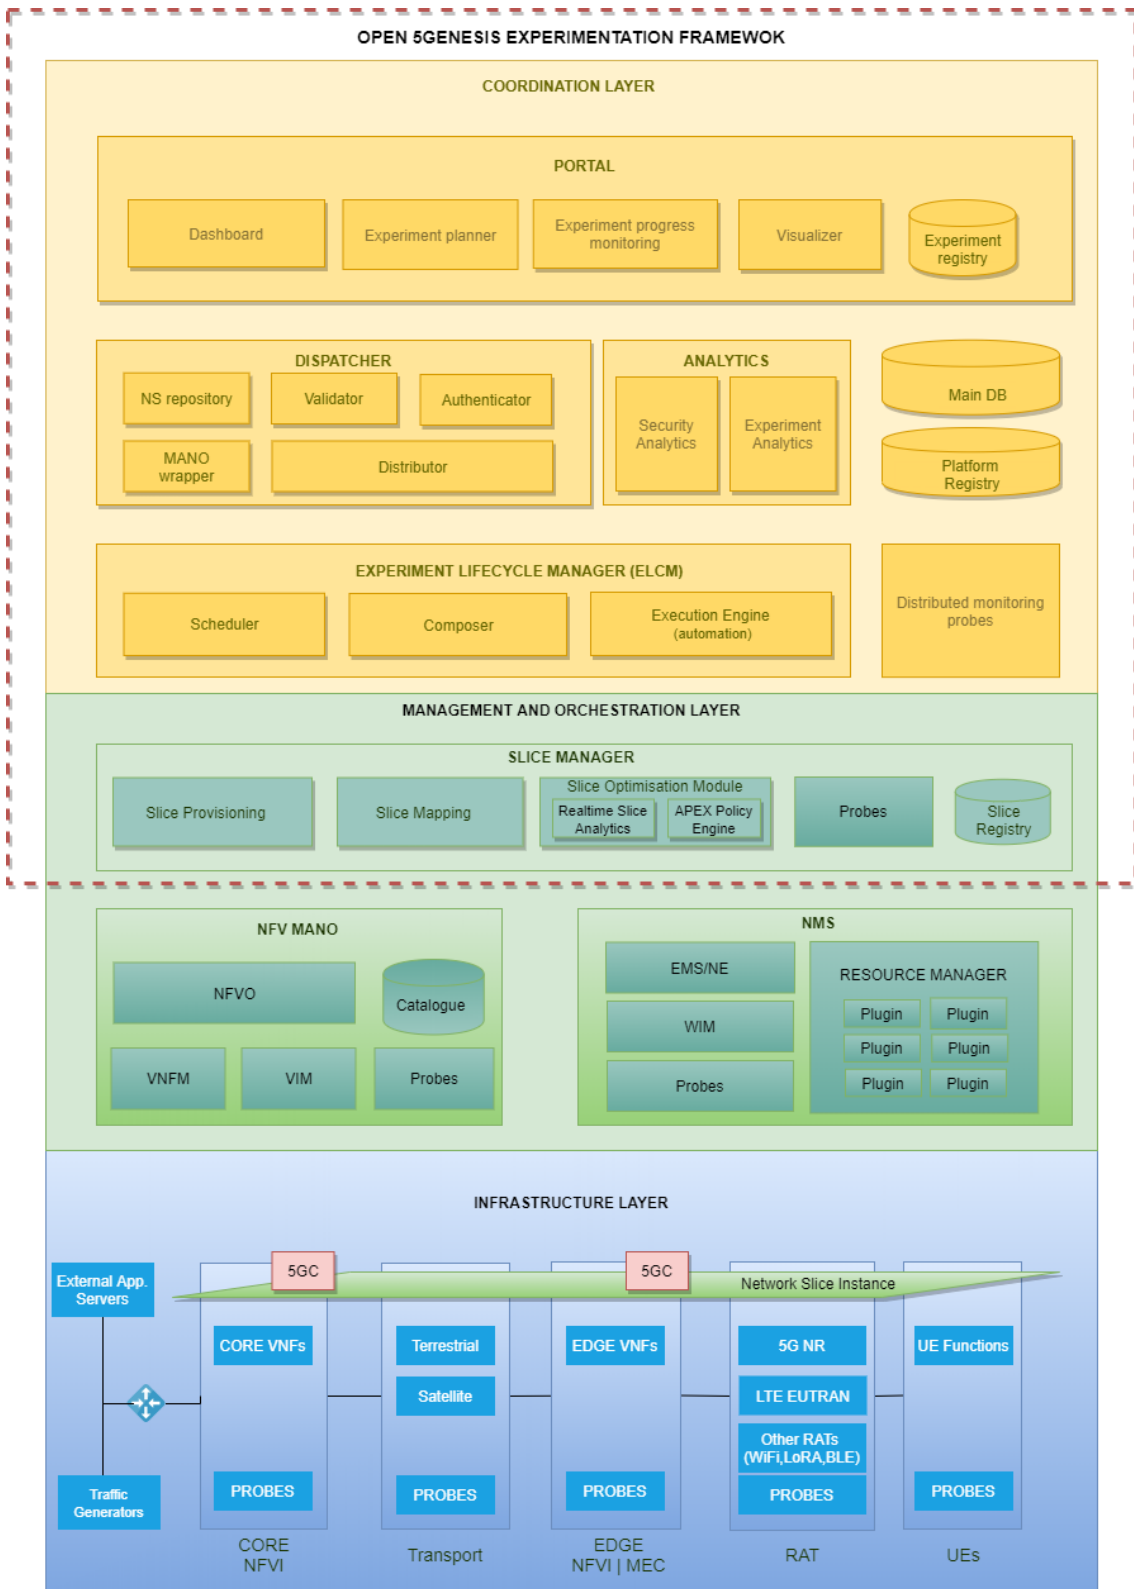 OPEN 5GENESIS EXPERIMENTATION FRAMEWOK
COORDINATION LAYER
PORTAL
Dashboard
Experiment planner
Experiment progress
monitoring
Visualizer
Experiment
registry
DISPATCHER
NS repository
Validator
Authenticator
MANO
wrapper
Distributor
ANALYTICS
Security
Analytics
Experiment
Analytics
Main DB
Platform
Registry
EXPERIMENT LIFECYCLE MANAGER (ELCM)
Scheduler
Composer
Execution Engine
(automation)
Distributed monitoring
probes
MANAGEMENT AND ORCHESTRATION LAYER
SLICE MANAGER
Slice Provisioning
Slice Mapping
Slice Optimisation Module
Realtime Slice
Analytics
APEX Policy
Engine
Probes
Slice
Registry
NFV MANO
NFVO
Catalogue
VNFM
VIM
Probes
NMS
EMS/NE
WIM
Probes
RESOURCE MANAGER
Plugin
Plugin
Plugin
Plugin
Plugin
Plugin
INFRASTRUCTURE LAYER
5GC
5GC
Network Slice Instance
External App.
Servers
Traffic
Generators
CORE VNFs
PROBES
CORE
NFVI
Terrestrial
Satellite
PROBES
Transport
EDGE VNFs
PROBES
EDGE
NFVI | MEC
5G NR
LTE EUTRAN
Other RATs
(WiFi,LoRA,BLE)
PROBES
RAT
UE Functions
PROBES
UEs